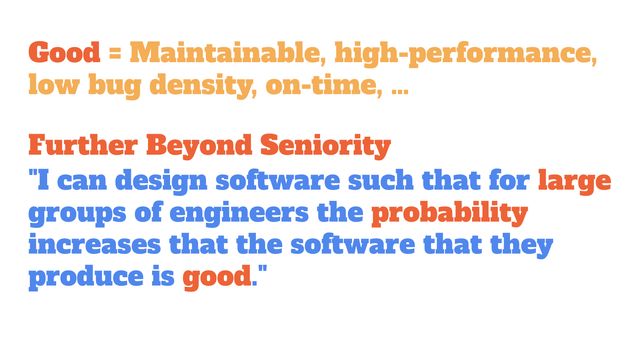 Good = Maintainable, high-performance,
low bug density, on-time, ...
Further Beyond Seniority
"I can design software such that for large
groups of engineers the probability
increases that the software that they
produce is good."